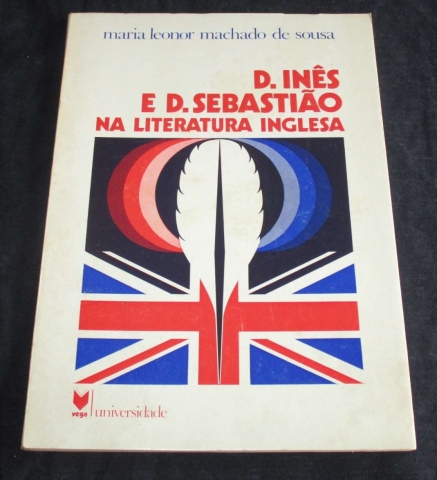 maria leonor machado de sousa
D. INÊS
E D. SEBASTIÃO
NA LITERATURA INGLESA
vega universidade